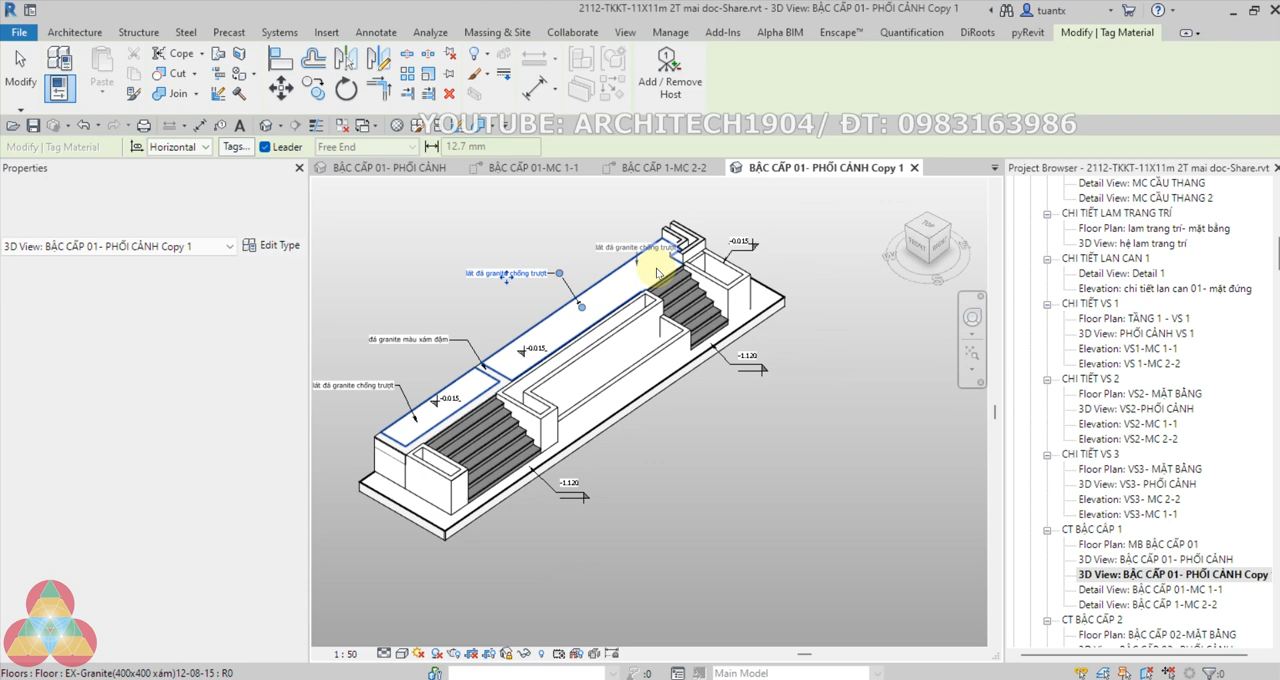 2112-TKKT-11X11m 2T mai doc-Share.rvt - 3D View: BẬC CẤP 01- PHỐI CẢNH Copy 1
tuantx
File Architecture Structure Steel Precast Systems Insert Annotate Analyze Massing & Site Collaborate View Manage Add-Ins Alpha BIM Enscape™ Quantification DiRoots pyRevit Modify | Tag Material
Modify Paste Cope Cut Join Add / Remove Host
YOUTUBE: ARCHITECH1904/ ĐT: 0983163986
Modify | Tag Material Horizontal Tags... Leader Free End 12.7 mm
Properties
3D View: BẬC CẤP 01- PHỐI CẢNH Copy 1 Edit Type
BẬC CẤP 01- PHỐI CẢNH BẬC CẤP 01-MC 1-1 BẬC CẤP 1-MC 2-2 BẬC CẤP 01- PHỐI CẢNH Copy 1
lát đá granite chống trượt
-0.015
lát đá granite chống trượt
đá granite màu xám đậm
-0.015
-1.120
lát đá granite chống trượt
-0.015
-1.120
TOP
FRONT
RIGHT
1 : 50
Project Browser - 2112-TKKT-11X11m 2T mai doc-Share.rvt
Detail View: MC CẦU THANG
Detail View: MC CẦU THANG 2
CHI TIẾT LAM TRANG TRÍ
Floor Plan: lam trang trí- mặt bằng
3D View: hệ lam trang trí
CHI TIẾT LAN CAN 1
Detail View: Detail 1
Elevation: chi tiết lan can 01- mặt đứng
CHI TIẾT VS 1
Floor Plan: TẦNG 1 - VS 1
3D View: PHỐI CẢNH VS 1
Elevation: VS1-MC 1-1
Elevation: VS 1-MC 2-2
CHI TIẾT VS 2
Floor Plan: VS2- MẶT BẰNG
3D View: VS2-PHỐI CẢNH
Elevation: VS2-MC 1-1
Elevation: VS2-MC 2-2
CHI TIẾT VS 3
Floor Plan: VS3- MẶT BẰNG
3D View: VS3- PHỐI CẢNH
Elevation: VS3-MC 2-2
Elevation: VS3-MC 1-1
CT BẬC CẤP 1
Floor Plan: MB BẬC CẤP 01
3D View: BẬC CẤP 01- PHỐI CẢNH
3D View: BẬC CẤP 01- PHỐI CẢNH Copy
Detail View: BẬC CẤP 01-MC 1-1
Detail View: BẬC CẤP 1-MC 2-2
CT BẬC CẤP 2
Floor Plan: BẬC CẤP 02-MẶT BẰNG
Floors : Floor : EX-Granite(400x400 xám)12-08-15 : R0 :0 Main Model :0